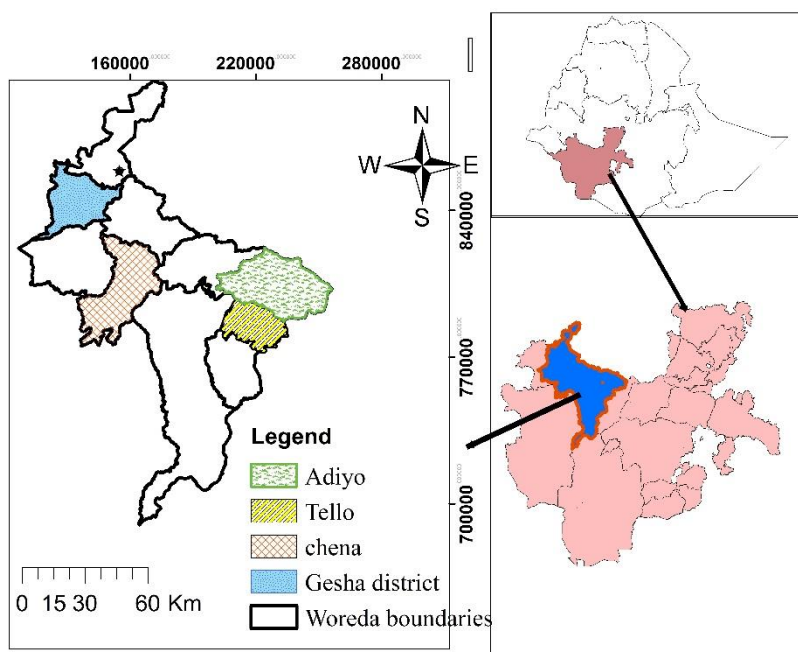 160000 220000 280000
N
W E
S
840000
770000
700000
Legend
Adiyo
Tello
chena
Gesha district
Woreda boundaries
0 15 30 60 Km